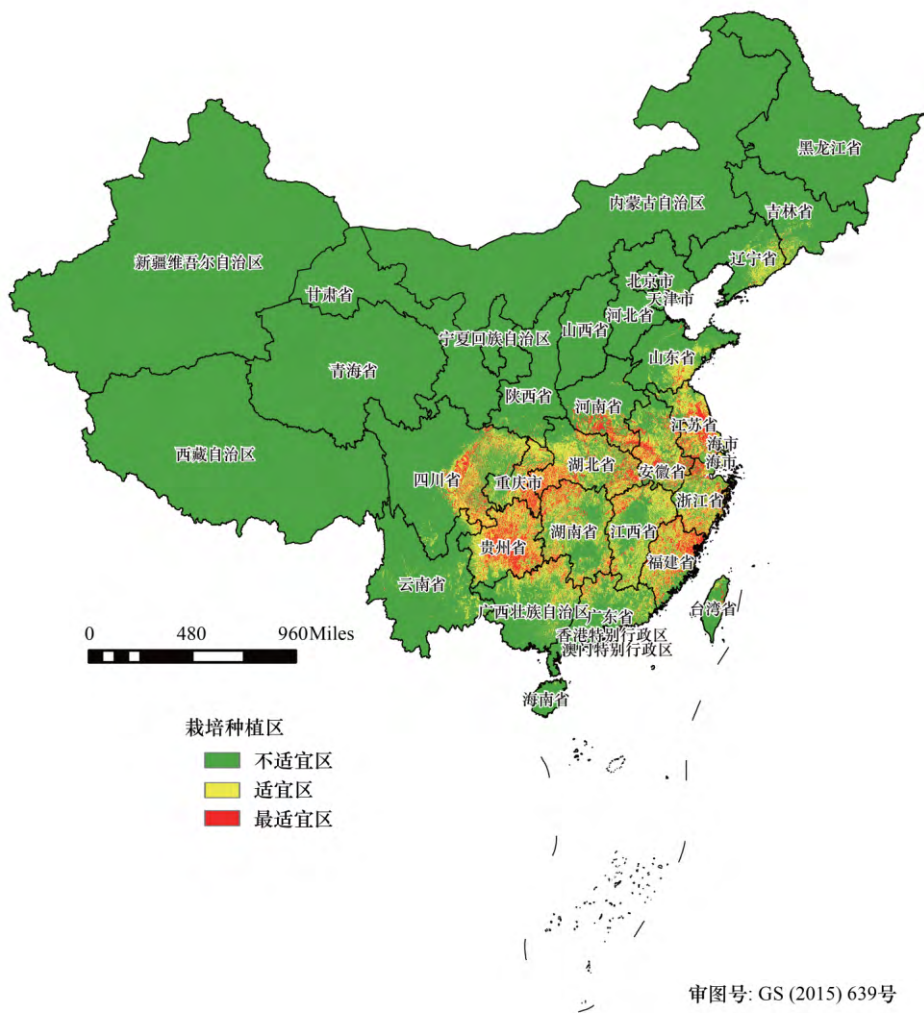 黑龙江省
内蒙古自治区
吉林省
新疆维吾尔自治区
辽宁省
北京市
甘肃省
天津市
河北省
宁夏回族自治区
山西省
山东省
青海省
陕西省
河南省
江苏省
海市
西藏自治区
湖北省
海市
四川省
安徽省
重庆市
浙江省
湖南省
江西省
贵州省
福建省
云南省
广西壮族自治区
广东省
台湾省
香港特别行政区
澳门特别行政区
海南省
0 480 960Miles
栽培种植区
不适宜区
适宜区
最适宜区
审图号: GS (2015) 639号